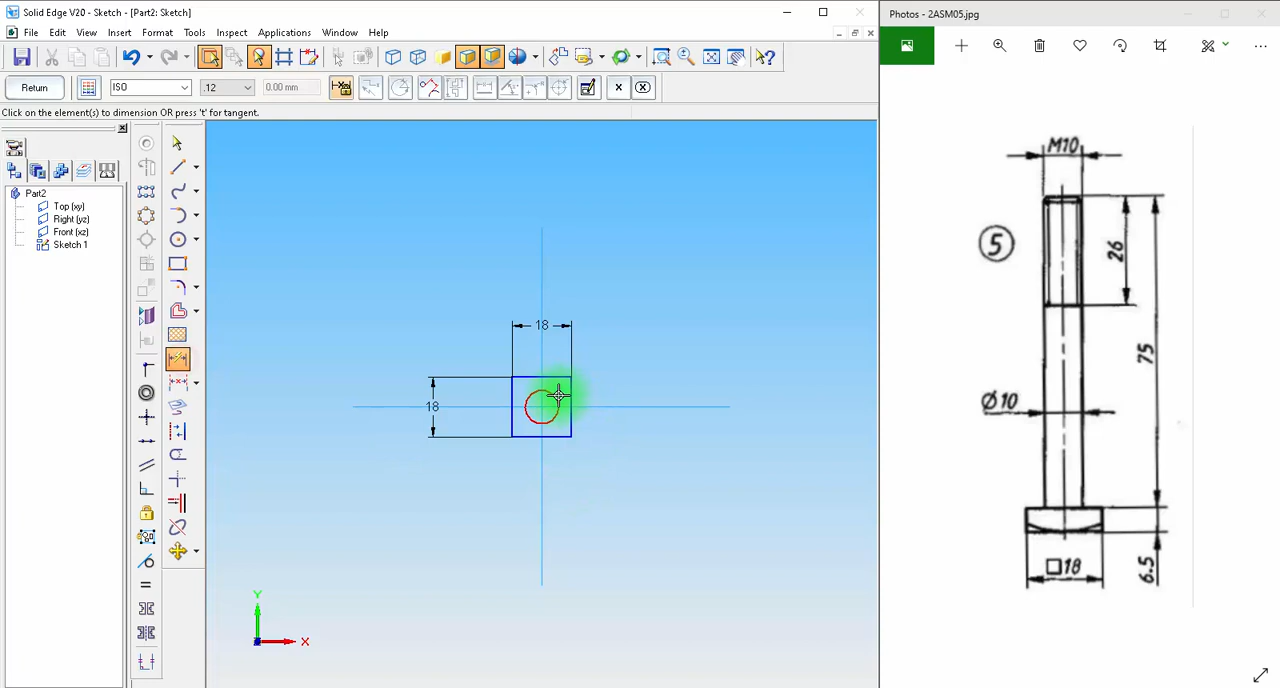 Solid Edge V20 - Sketch - [Part2: Sketch]
File Edit View Insert Format Tools Inspect Applications Window Help
Return ISO .12 0.00 mm
Click on the element(s) to dimension OR press 't' for tangent.
Part2
Top (xy)
Right (yz)
Front (xz)
Sketch 1
18
18
Y
X
Photos - 2ASM05.jpg
M10
5
26
75
Ø10
□18
6.5